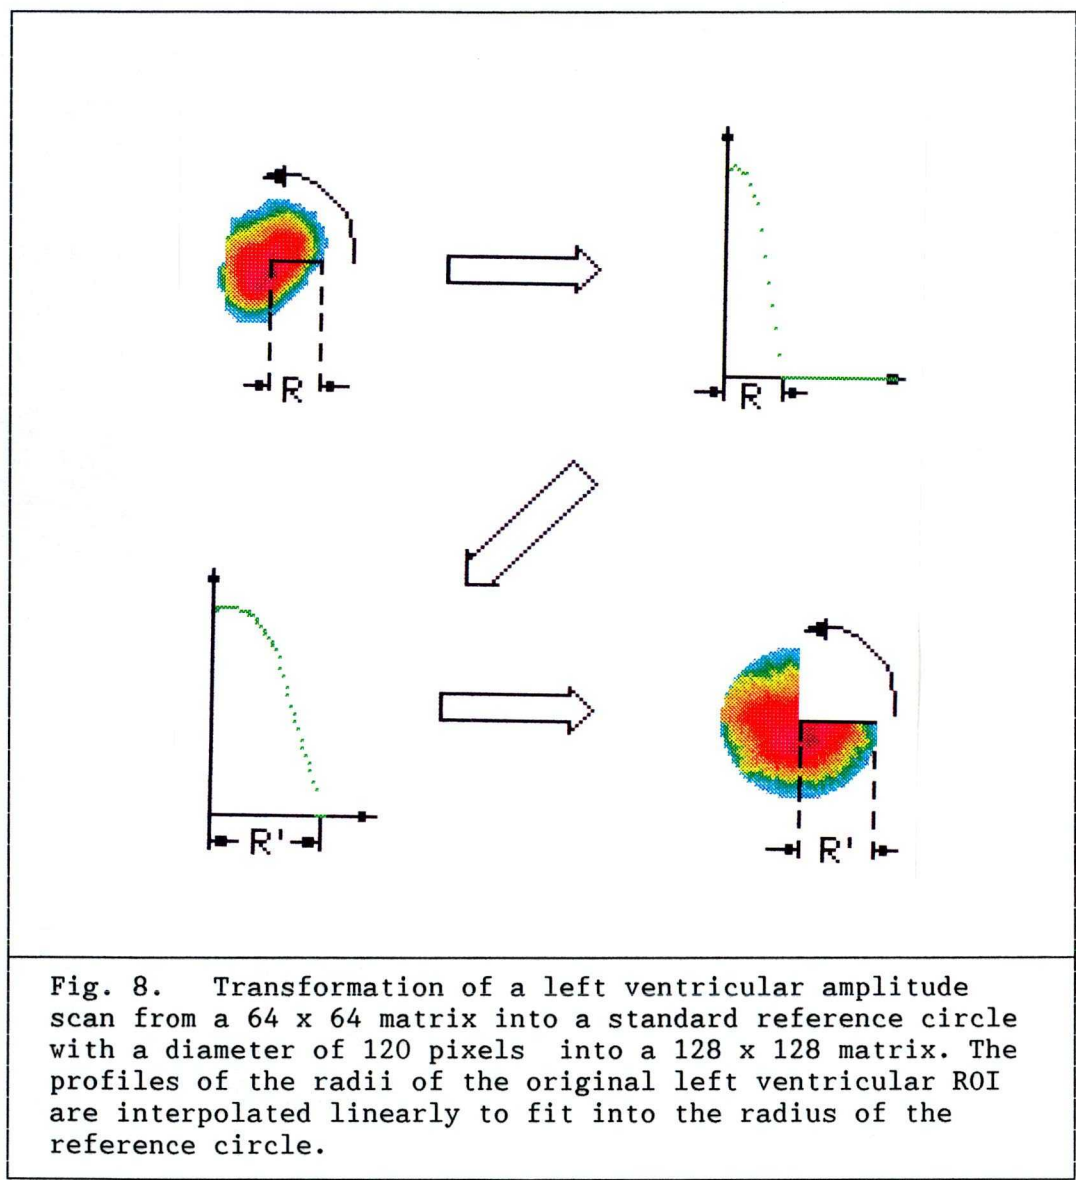 R
R
R'
R'
Fig. 8. Transformation of a left ventricular amplitude
scan from a 64 x 64 matrix into a standard reference circle
with a diameter of 120 pixels into a 128 x 128 matrix. The
profiles of the radii of the original left ventricular ROI
are interpolated linearly to fit into the radius of the
reference circle.